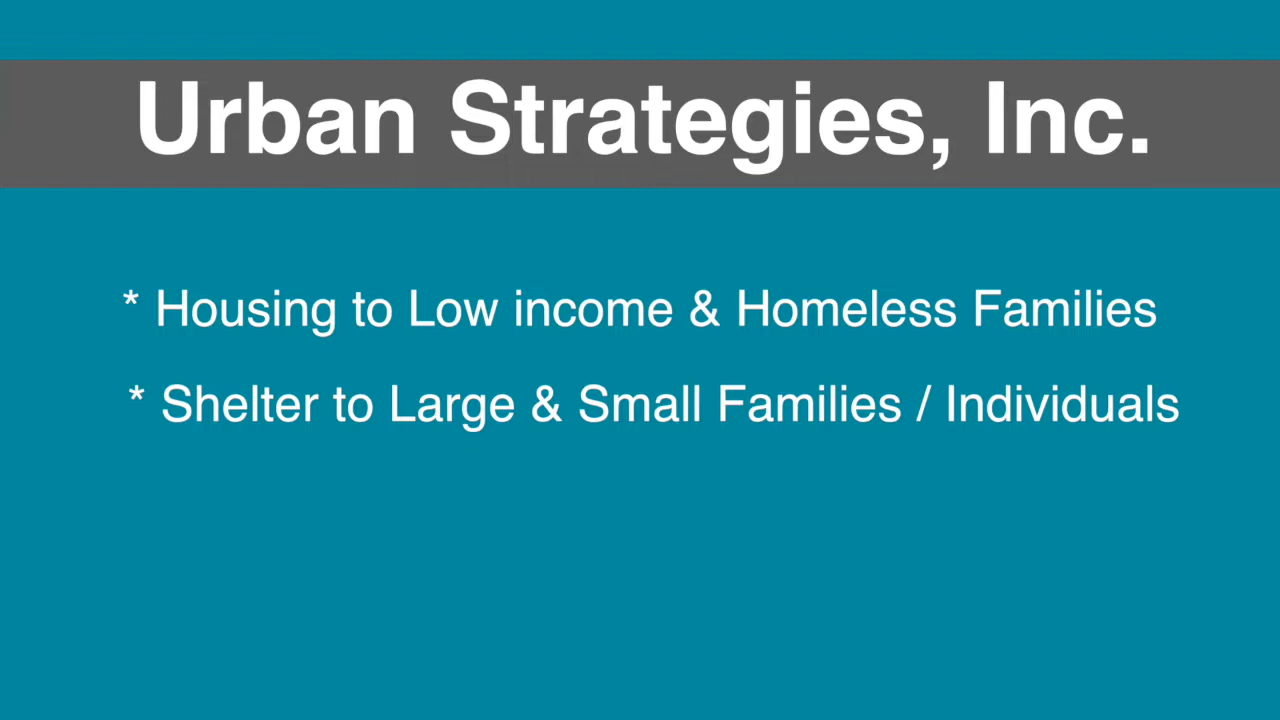 Urban Strategies, Inc.
* Housing to Low income & Homeless Families
* Shelter to Large & Small Families / Individuals